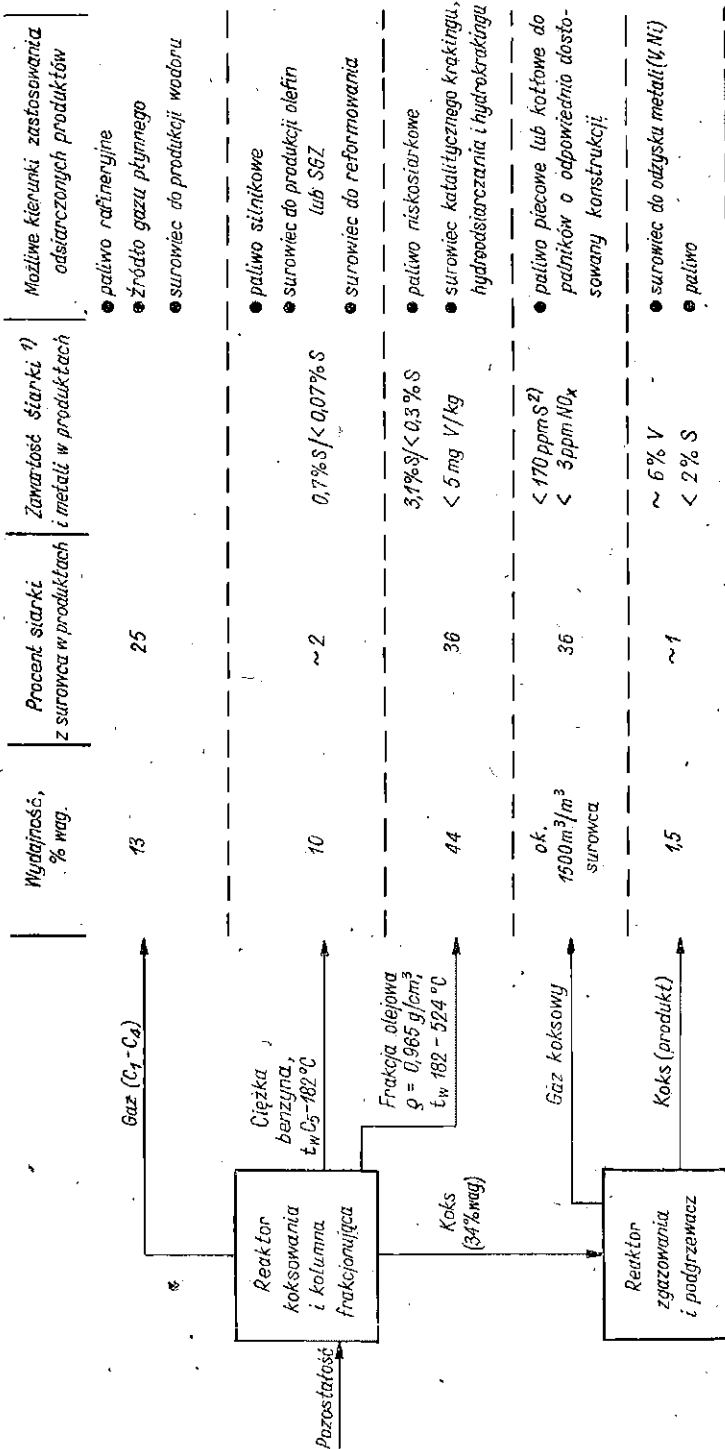 Pozostałość
Reaktor
koksowania
i kolumna
frakcjonująca
Koks
(34% wag)
Reaktor
zgazowania
i podgrzewacz
Gaz (C₁-C₄)
Ciężka
benzyna,
t_w C₅-182°C
Frakcja olejowa
ϱ = 0,965 g/cm³,
t_w 182 - 524 °C
Gaz koksowy
Koks (produkt)
Wydajność,
% wag.
13
10
44
ok.
1500 m³/m³
surowca
1,5
Procent siarki
z surowca w produktach
25
~ 2
36
36
~ 1
Zawartość siarki ¹⁾
i metali w produktach
0,7% S/< 0,07% S
3,1% S/< 0,3% S
< 5 mg V/kg
< 170 ppm S²⁾
< 3 ppm NOₓ
~ 6% V
< 2% S
Możliwe kierunki zastosowania
odsiarczonych produktów
● paliwo rafineryjne
● źródło gazu płynnego
● surowiec do produkcji wodoru
● paliwo silnikowe
● surowiec do produkcji olefin
lub SGZ
● surowiec do reformowania
● paliwo niskosiarkowe
● surowiec katalitycznego krakingu,
hydroodsiarczania i hydrokrakingu
● paliwo piecowe lub kotłowe do
palników o odpowiednio dosto-
sowanej konstrukcji
● surowiec do odzysku metali (V, Ni)
● paliwo